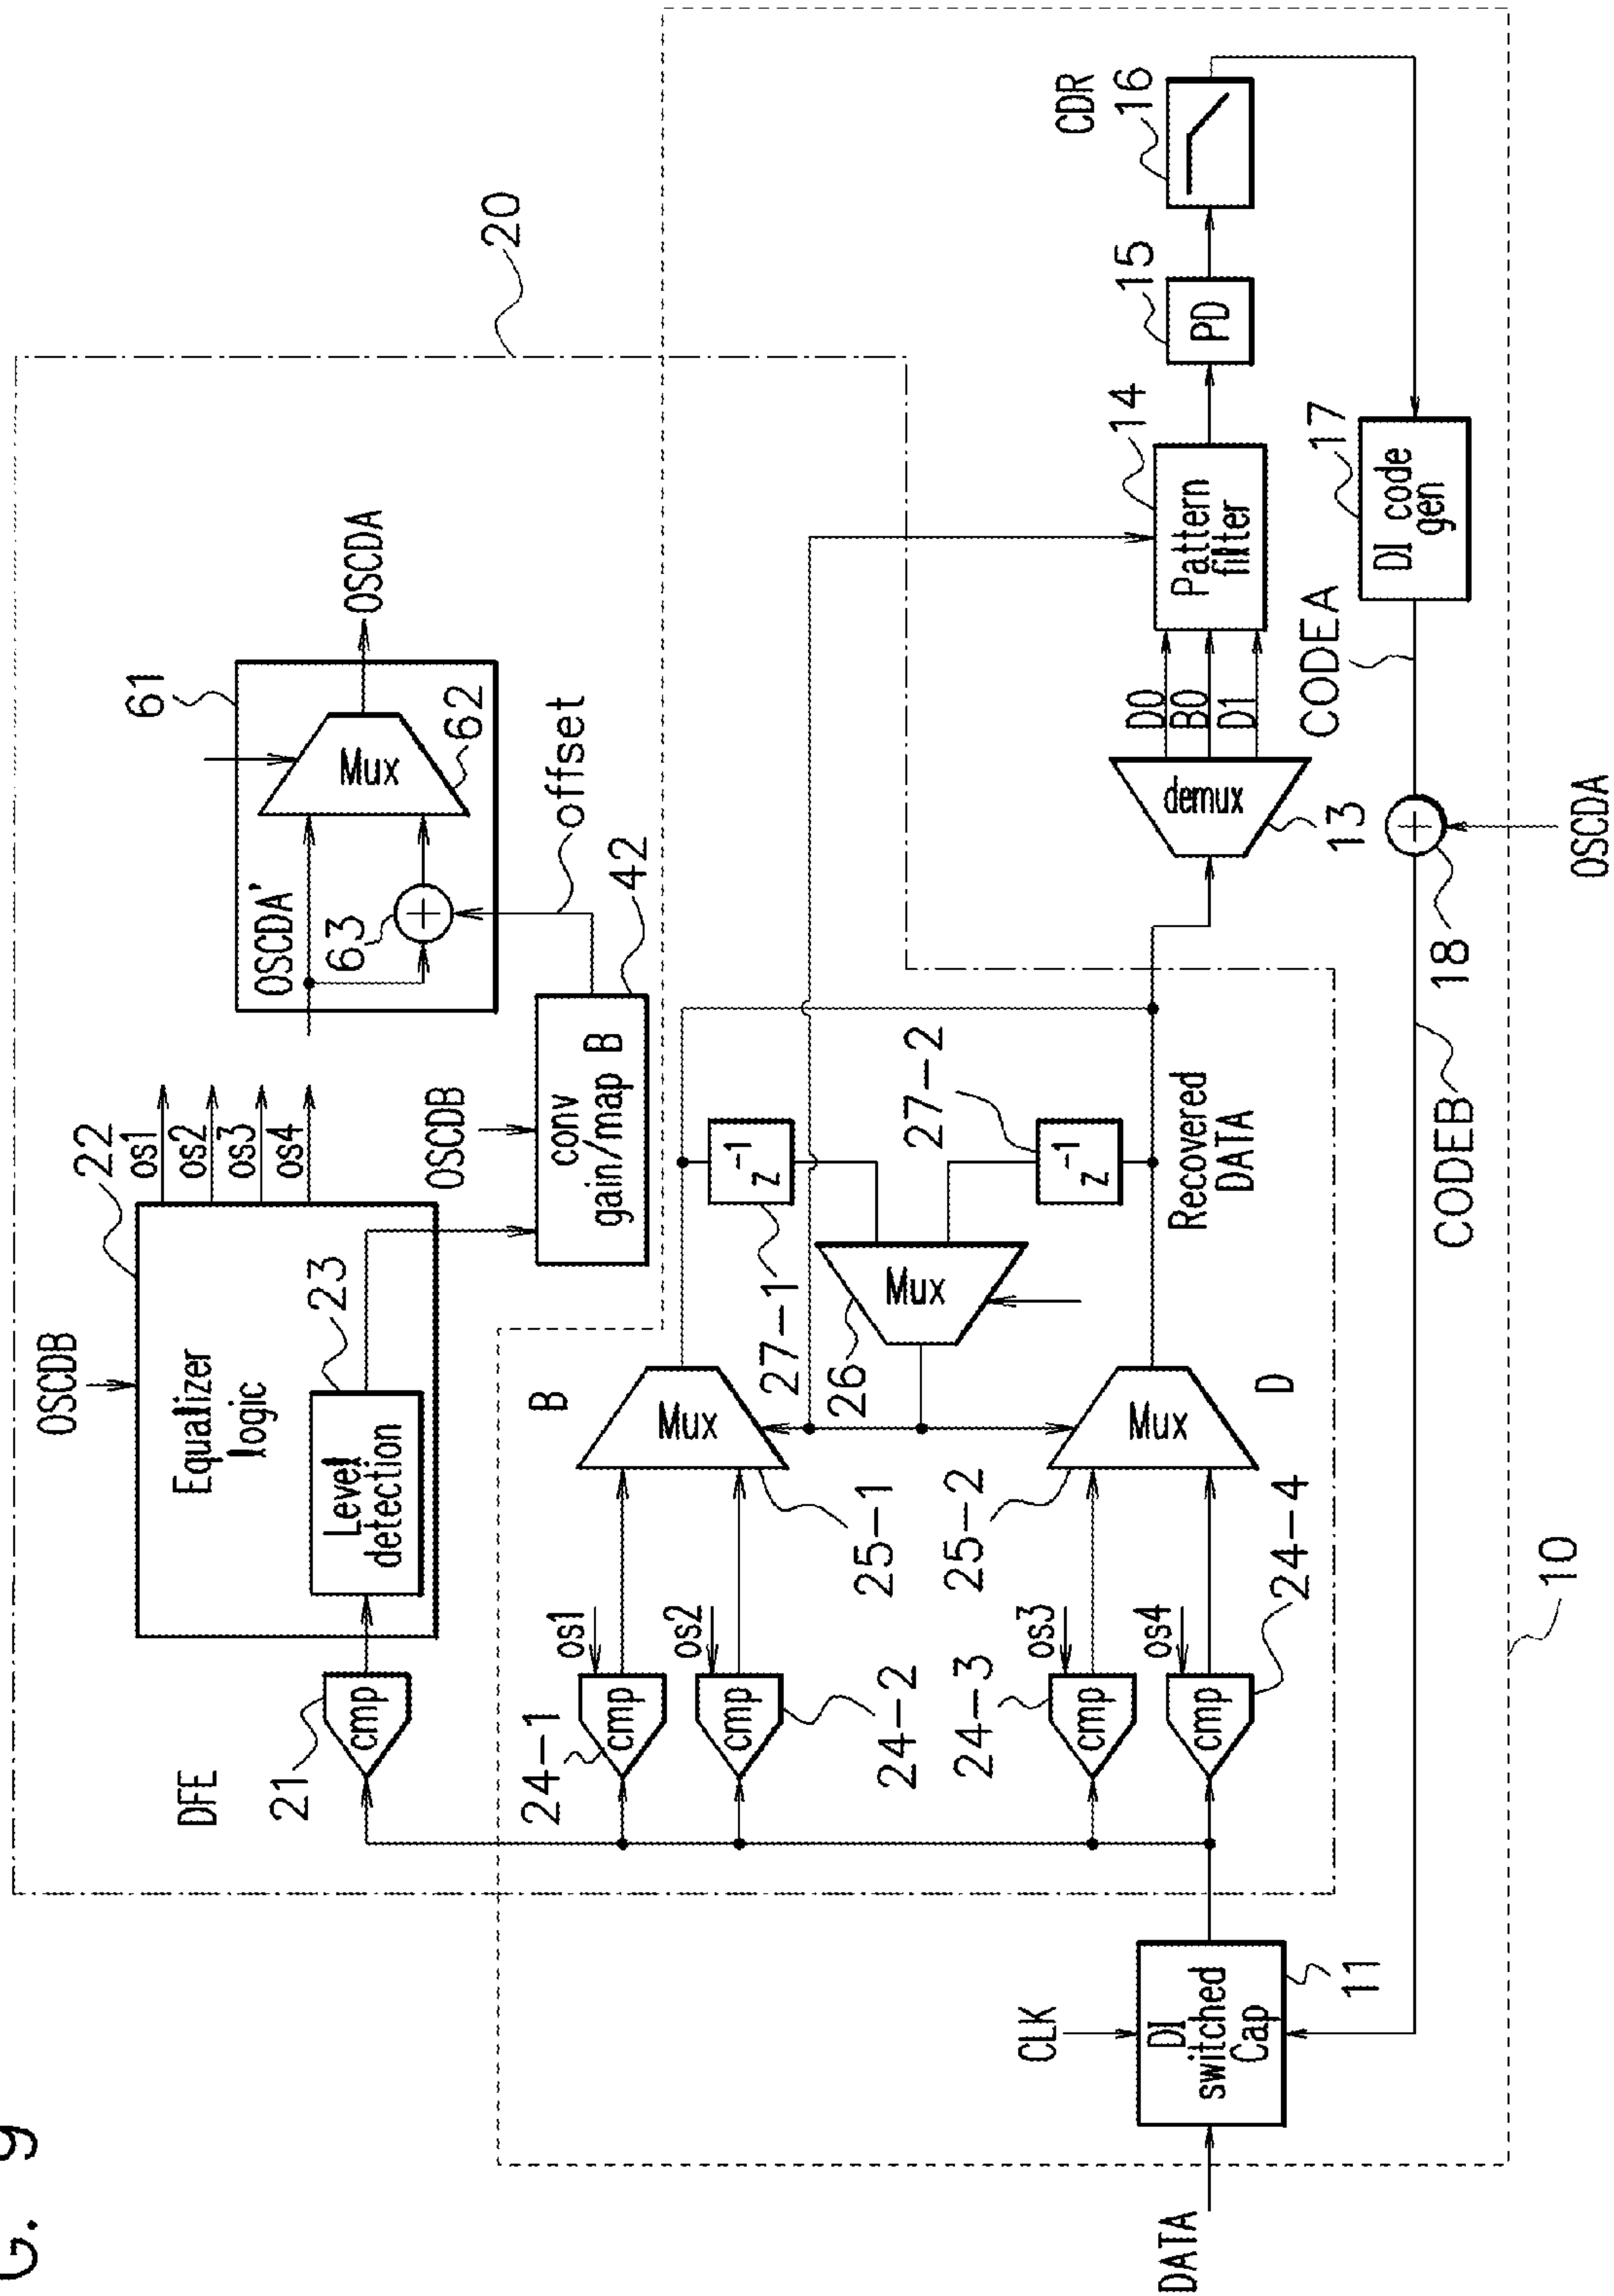 G. 9
20
DFE
OSCDB
22
Equalizer
logic
23
Level
detection
21
cmp
os1
os2
os3
os4
OSCDB
conv
gain/map B
42
offset
61
OSCDA'
63
Mux
62
OSCDA
24-1
cmp
os1
cmp
os2
24-2
24-3
cmp
os3
cmp
os4
24-4
B
Mux
25-1
25-2
Mux
D
26
Mux
27-1
z-1
27-2
z-1
Recovered
DATA
demux
13
D0
B0
D1
14
Pattern
filter
15
PD
CDR
16
17
DI code
gen
CODEA
18
OSCDA
CODEB
10
DATA
CLK
DI
switched
Cap
11